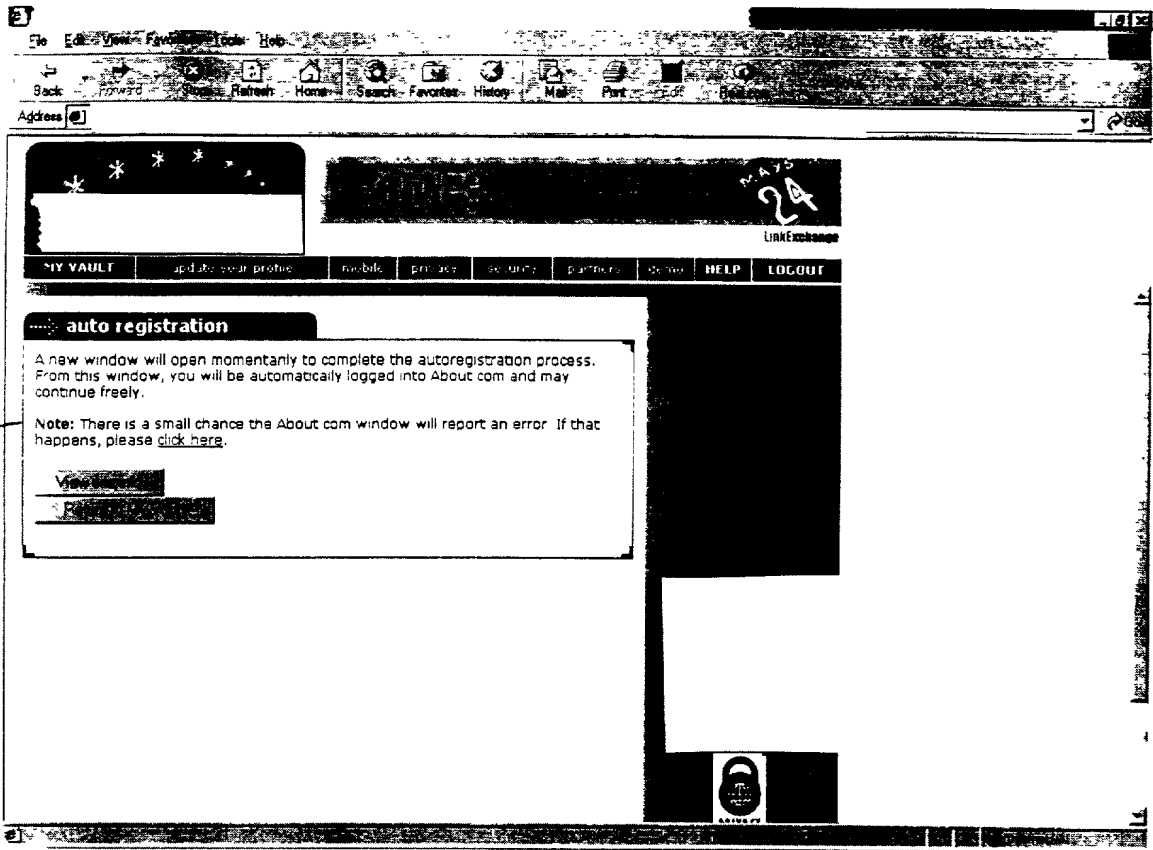 File Edit View Favorites Tools Help
Back Forward Stop Refresh Home Search Favorites History Mail Print Edit
Address Go
MAYS
24
LinkExchange
MY VAULT update your profile mobile privacy security partners demo HELP LOGOUT
auto registration
A new window will open momentarily to complete the autoregistration process.
From this window, you will be automatically logged into About com and may
continue freely.
Note: There is a small chance the About com window will report an error If that
happens, please click here.
View